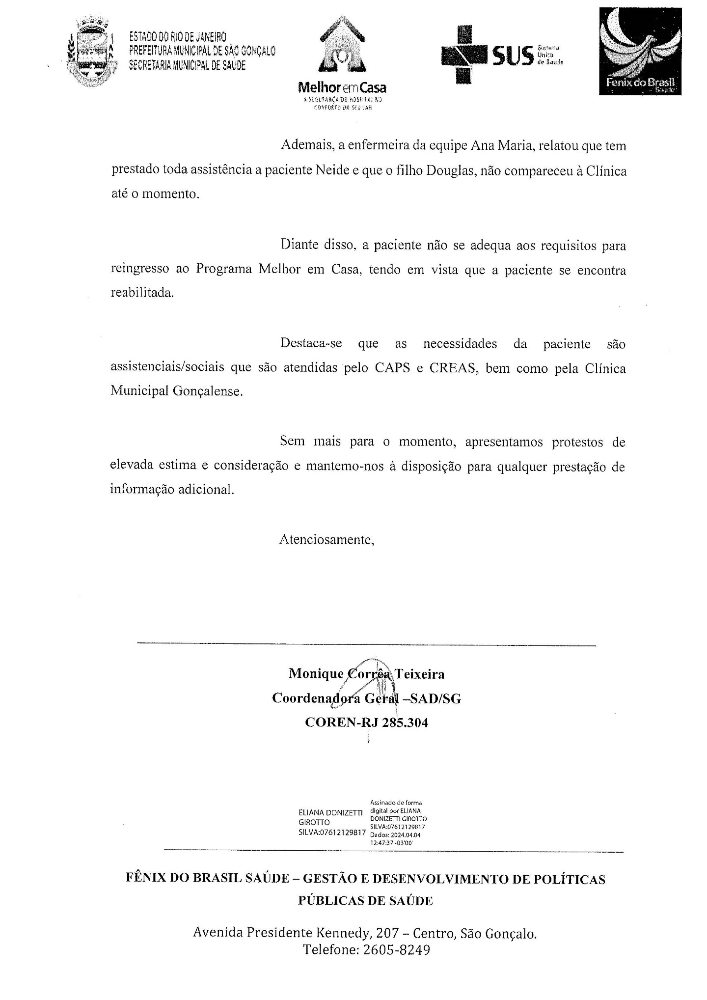 ESTADO DO RIO DE JANEIRO
PREFEITURA MUNICIPAL DE SÃO GONÇALO
SECRETARIA MUNICIPAL DE SAÚDE
Melhor em Casa
A SEGURANÇA DO HOSPITAL NO
CONFORTO DO SEU LAR
SUS
Sistema
Único
de Saúde
Fenix do Brasil
Saúde
Ademais, a enfermeira da equipe Ana Maria, relatou que tem
prestado toda assistência a paciente Neide e que o filho Douglas, não compareceu à Clínica
até o momento.
Diante disso, a paciente não se adequa aos requisitos para
reingresso ao Programa Melhor em Casa, tendo em vista que a paciente se encontra
reabilitada.
Destaca-se que as necessidades da paciente são
assistenciais/sociais que são atendidas pelo CAPS e CREAS, bem como pela Clínica
Municipal Gonçalense.
Sem mais para o momento, apresentamos protestos de
elevada estima e consideração e mantemo-nos à disposição para qualquer prestação de
informação adicional.
Atenciosamente,
Monique Corrêa Teixeira
Coordenadora Geral –SAD/SG
COREN-RJ 285.304
ELIANA DONIZETTI
GIROTTO
SILVA:07612129817
Assinado de forma
digital por ELIANA
DONIZETTI GIROTTO
SILVA:07612129817
Dados: 2024.04.04
12:47:37 -03'00'
FÊNIX DO BRASIL SAÚDE – GESTÃO E DESENVOLVIMENTO DE POLÍTICAS
PÚBLICAS DE SAÚDE
Avenida Presidente Kennedy, 207 – Centro, São Gonçalo.
Telefone: 2605-8249